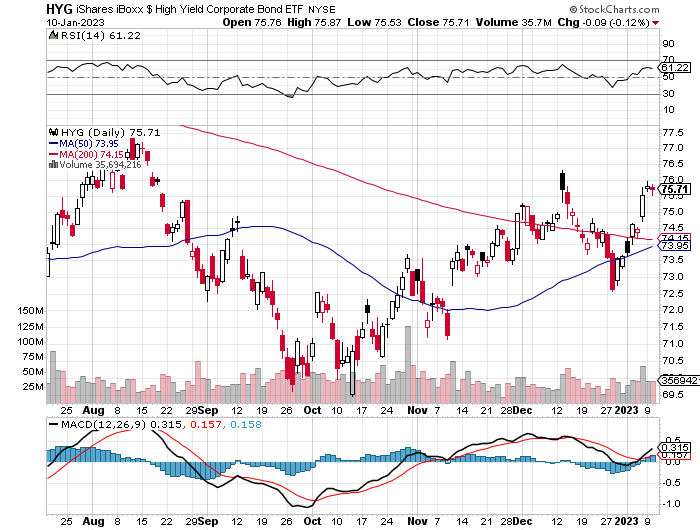 HYG iShares iBoxx $ High Yield Corporate Bond ETF NYSE © StockCharts.com
10-Jan-2023 Open 75.76 High 75.87 Low 75.53 Close 75.71 Volume 35.7M Chg -0.09 (-0.12%)
RSI(14) 61.22
90
70
61.22
50
30
10
HYG (Daily) 75.71
MA(50) 73.95
MA(200) 74.15
Volume 35,694,216
77.5
77.0
76.5
76.0
75.71
75.0
74.5
74.15
73.95
73.5
73.0
72.5
72.0
71.5
71.0
70.5
70.0
69.5
150M
125M
100M
75M
50M
25M
356942
25 Aug 8 15 22 Sep 12 19 26 Oct 10 17 24 Nov 7 14 21 28 Dec 12 19 27 2023 9
MACD(12,26,9) 0.315, 0.157, 0.158
0.5
0.315
0.157
0.0
-0.5
-1.0
25 Aug 8 15 22 Sep 12 19 26 Oct 10 17 24 Nov 7 14 21 28 Dec 12 19 27 2023 9